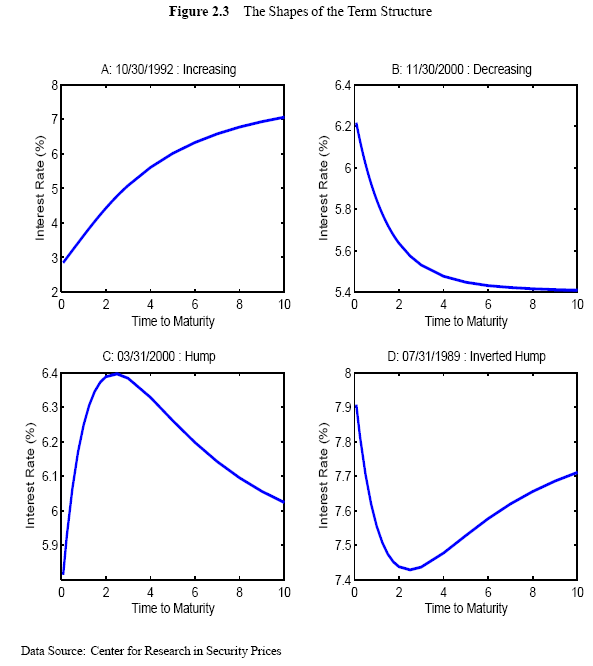 Figure 2.3 The Shapes of the Term Structure
A: 10/30/1992 : Increasing
8
7
6
5
4
3
2
Interest Rate (%)
0 2 4 6 8 10
Time to Maturity
B: 11/30/2000 : Decreasing
6.4
6.2
6
5.8
5.6
5.4
Interest Rate (%)
0 2 4 6 8 10
Time to Maturity
C: 03/31/2000 : Hump
6.4
6.3
6.2
6.1
6
5.9
Interest Rate (%)
0 2 4 6 8 10
Time to Maturity
D: 07/31/1989 : Inverted Hump
8
7.9
7.8
7.7
7.6
7.5
7.4
Interest Rate (%)
0 2 4 6 8 10
Time to Maturity
Data Source: Center for Research in Security Prices